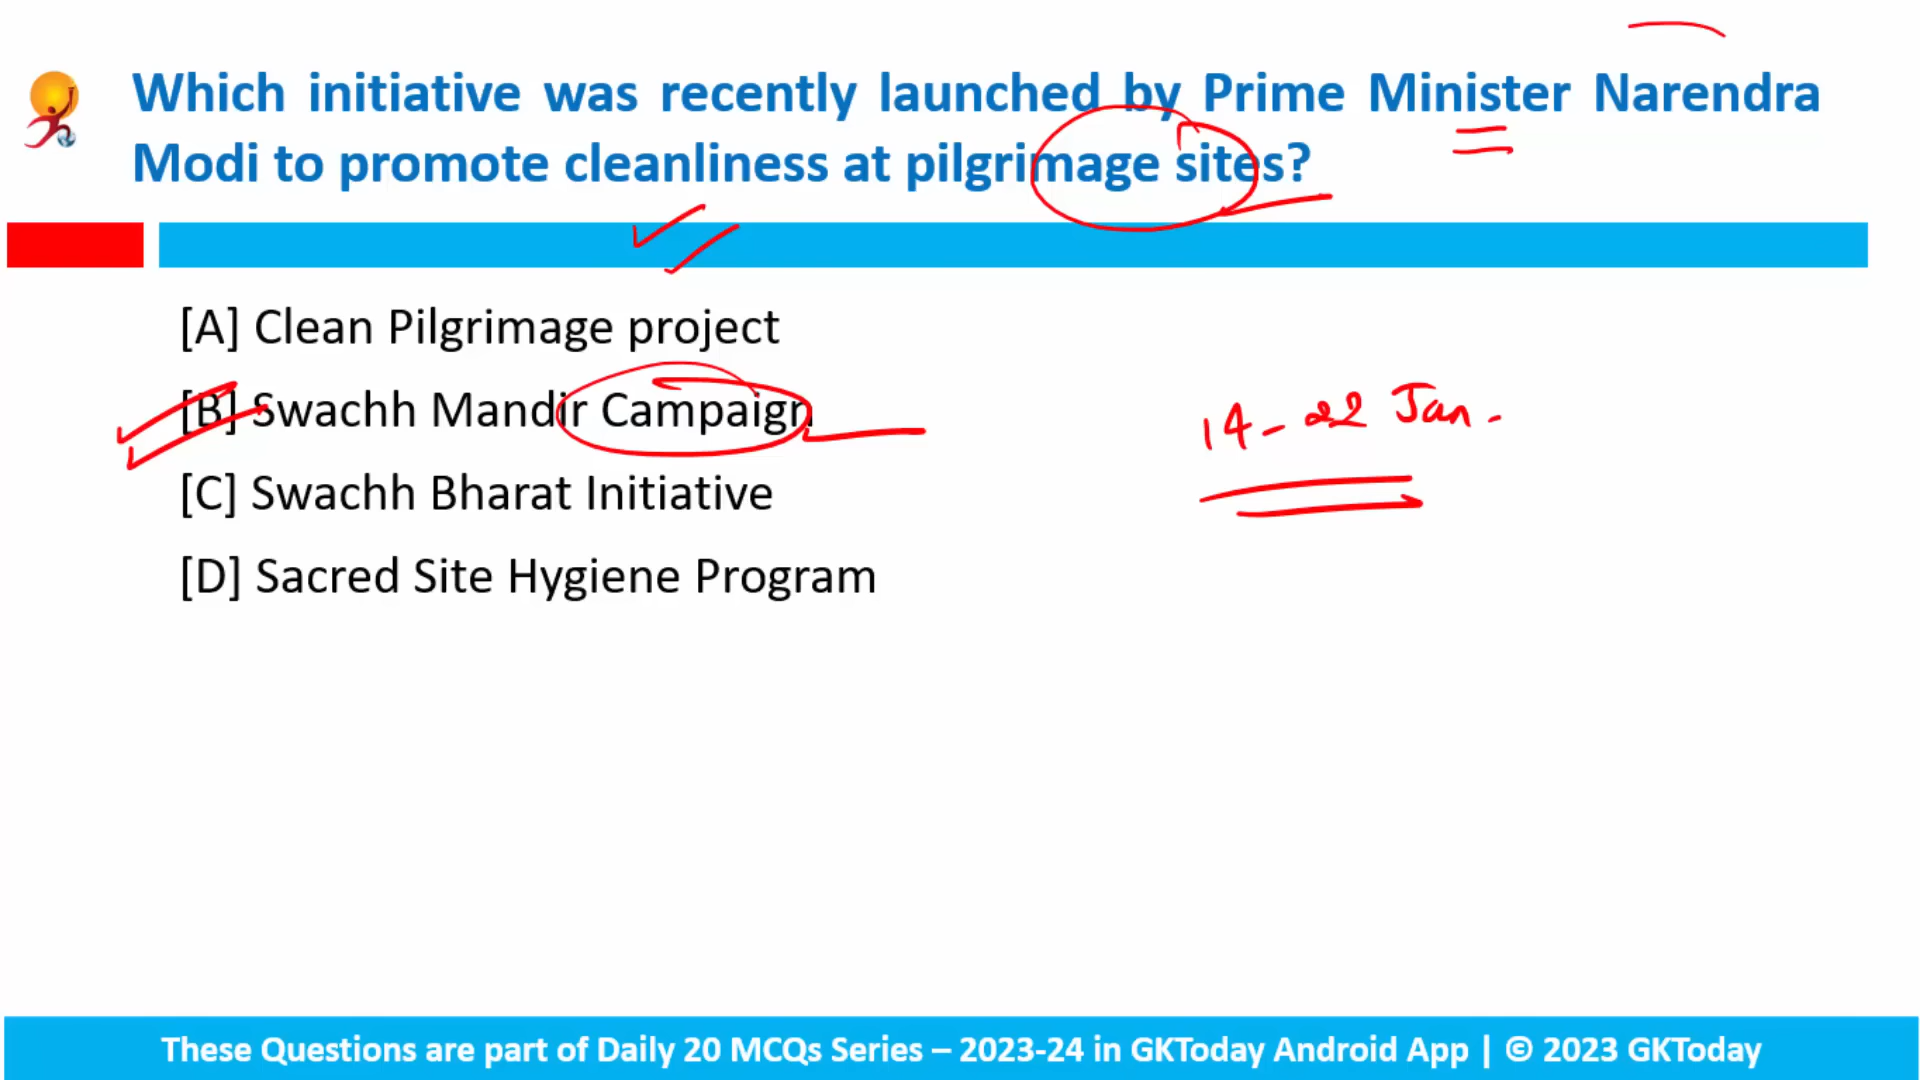 Which initiative was recently launched by Prime Minister Narendra
Modi to promote cleanliness at pilgrimage sites?
[A] Clean Pilgrimage project
[B] Swachh Mandir Campaign
14-22 Jan.
[C] Swachh Bharat Initiative
[D] Sacred Site Hygiene Program
These Questions are part of Daily 20 MCQs Series – 2023-24 in GKToday Android App | © 2023 GKToday